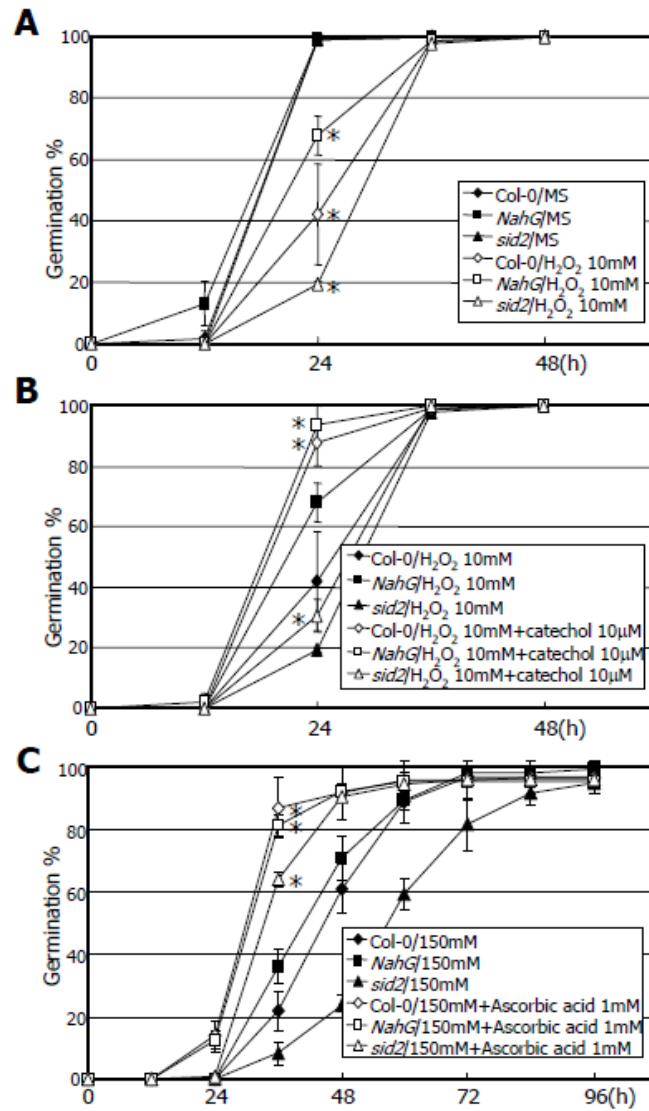 A
Germination %
100
80
60
40
20
0
0
24
48(h)
*
*
*
Col-0/MS
NahG/MS
sid2/MS
Col-0/H₂O₂ 10mM
NahG/H₂O₂ 10mM
sid2/H₂O₂ 10mM
B
Germination %
100
80
60
40
20
0
0
24
48(h)
*
*
*
Col-0/H₂O₂ 10mM
NahG/H₂O₂ 10mM
sid2/H₂O₂ 10mM
Col-0/H₂O₂ 10mM+catechol 10μM
NahG/H₂O₂ 10mM+catechol 10μM
sid2/H₂O₂ 10mM+catechol 10μM
C
Germination %
100
80
60
40
20
0
0
24
48
72
96(h)
*
*
*
Col-0/150mM
NahG/150mM
sid2/150mM
Col-0/150mM+Ascorbic acid 1mM
NahG/150mM+Ascorbic acid 1mM
sid2/150mM+Ascorbic acid 1mM